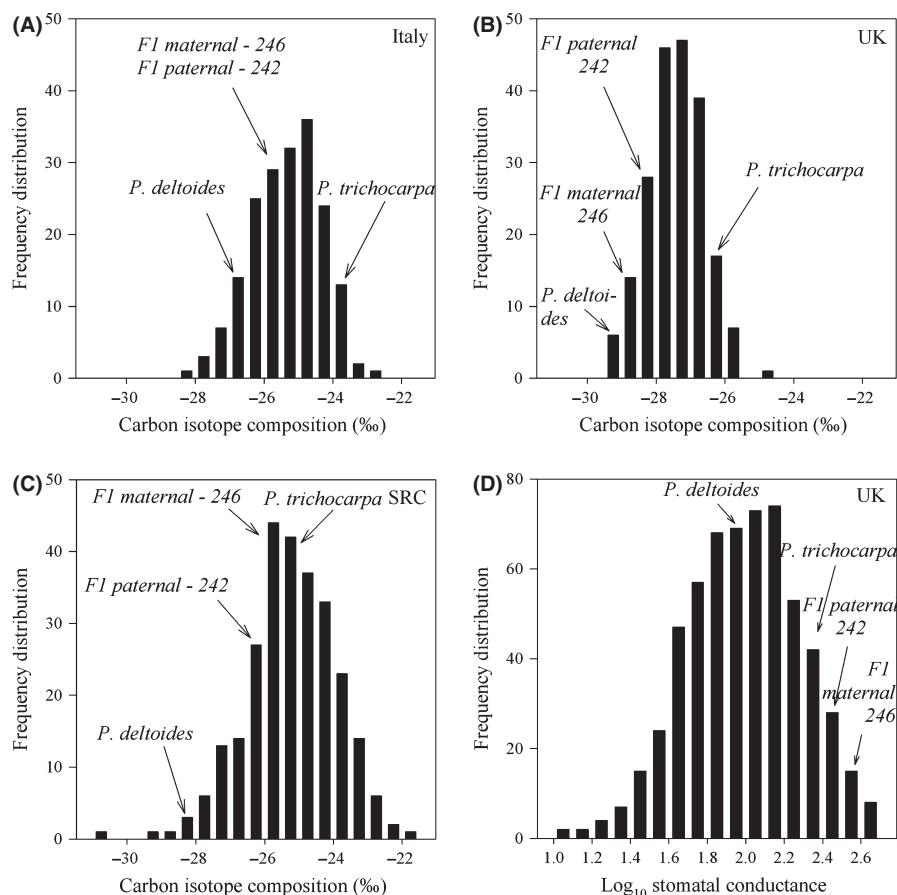 (A)
50
40
30
20
10
0
Frequency distribution
Italy
F1 maternal - 246
F1 paternal - 242
P. deltoides
P. trichocarpa
−30
−28
−26
−24
−22
Carbon isotope composition (‰)
(B)
50
40
30
20
10
0
Frequency distribution
UK
F1 paternal
242
F1 maternal
246
P. deltoi-
des
P. trichocarpa
−30
−28
−26
−24
−22
Carbon isotope composition (‰)
(C)
50
40
30
20
10
0
Frequency distribution
F1 maternal - 246
P. trichocarpa SRC
F1 paternal - 242
P. deltoides
−30
−28
−26
−24
−22
Carbon isotope composition (‰)
(D)
80
60
40
20
0
Frequency distribution
UK
P. deltoides
P. trichocarpa
F1 paternal
242
F1
maternal
246
1.0
1.2
1.4
1.6
1.8
2.0
2.2
2.4
2.6
Log10 stomatal conductance